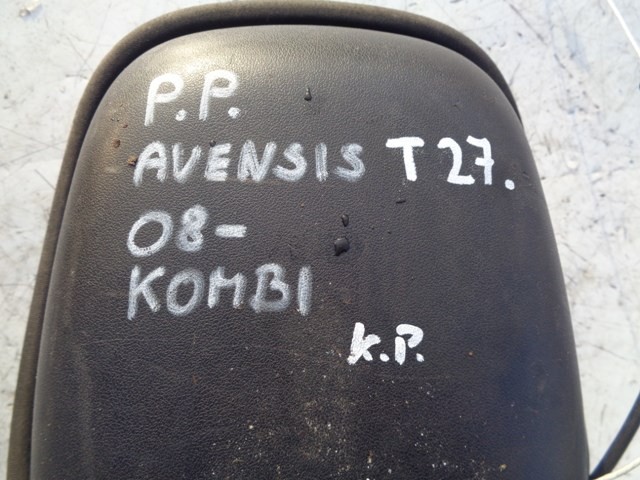 P.P.
AVENSIS T27.
08-
KOMBI
K.P.